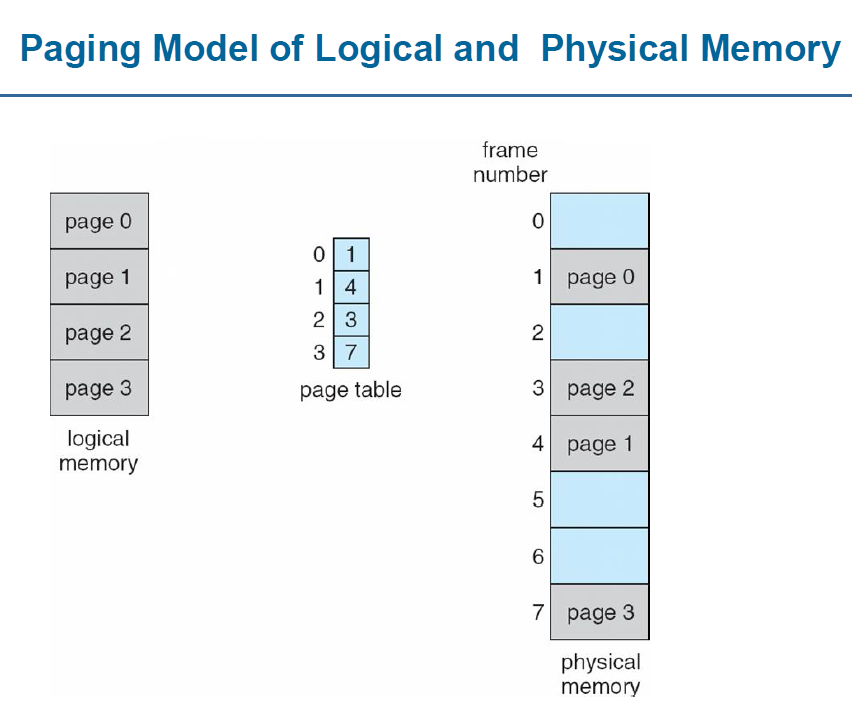 Paging Model of Logical and Physical Memory
page 0
page 1
page 2
page 3
logical
memory
0 1
1 4
2 3
3 7
page table
frame
number
0
1 page 0
2
3 page 2
4 page 1
5
6
7 page 3
physical
memory